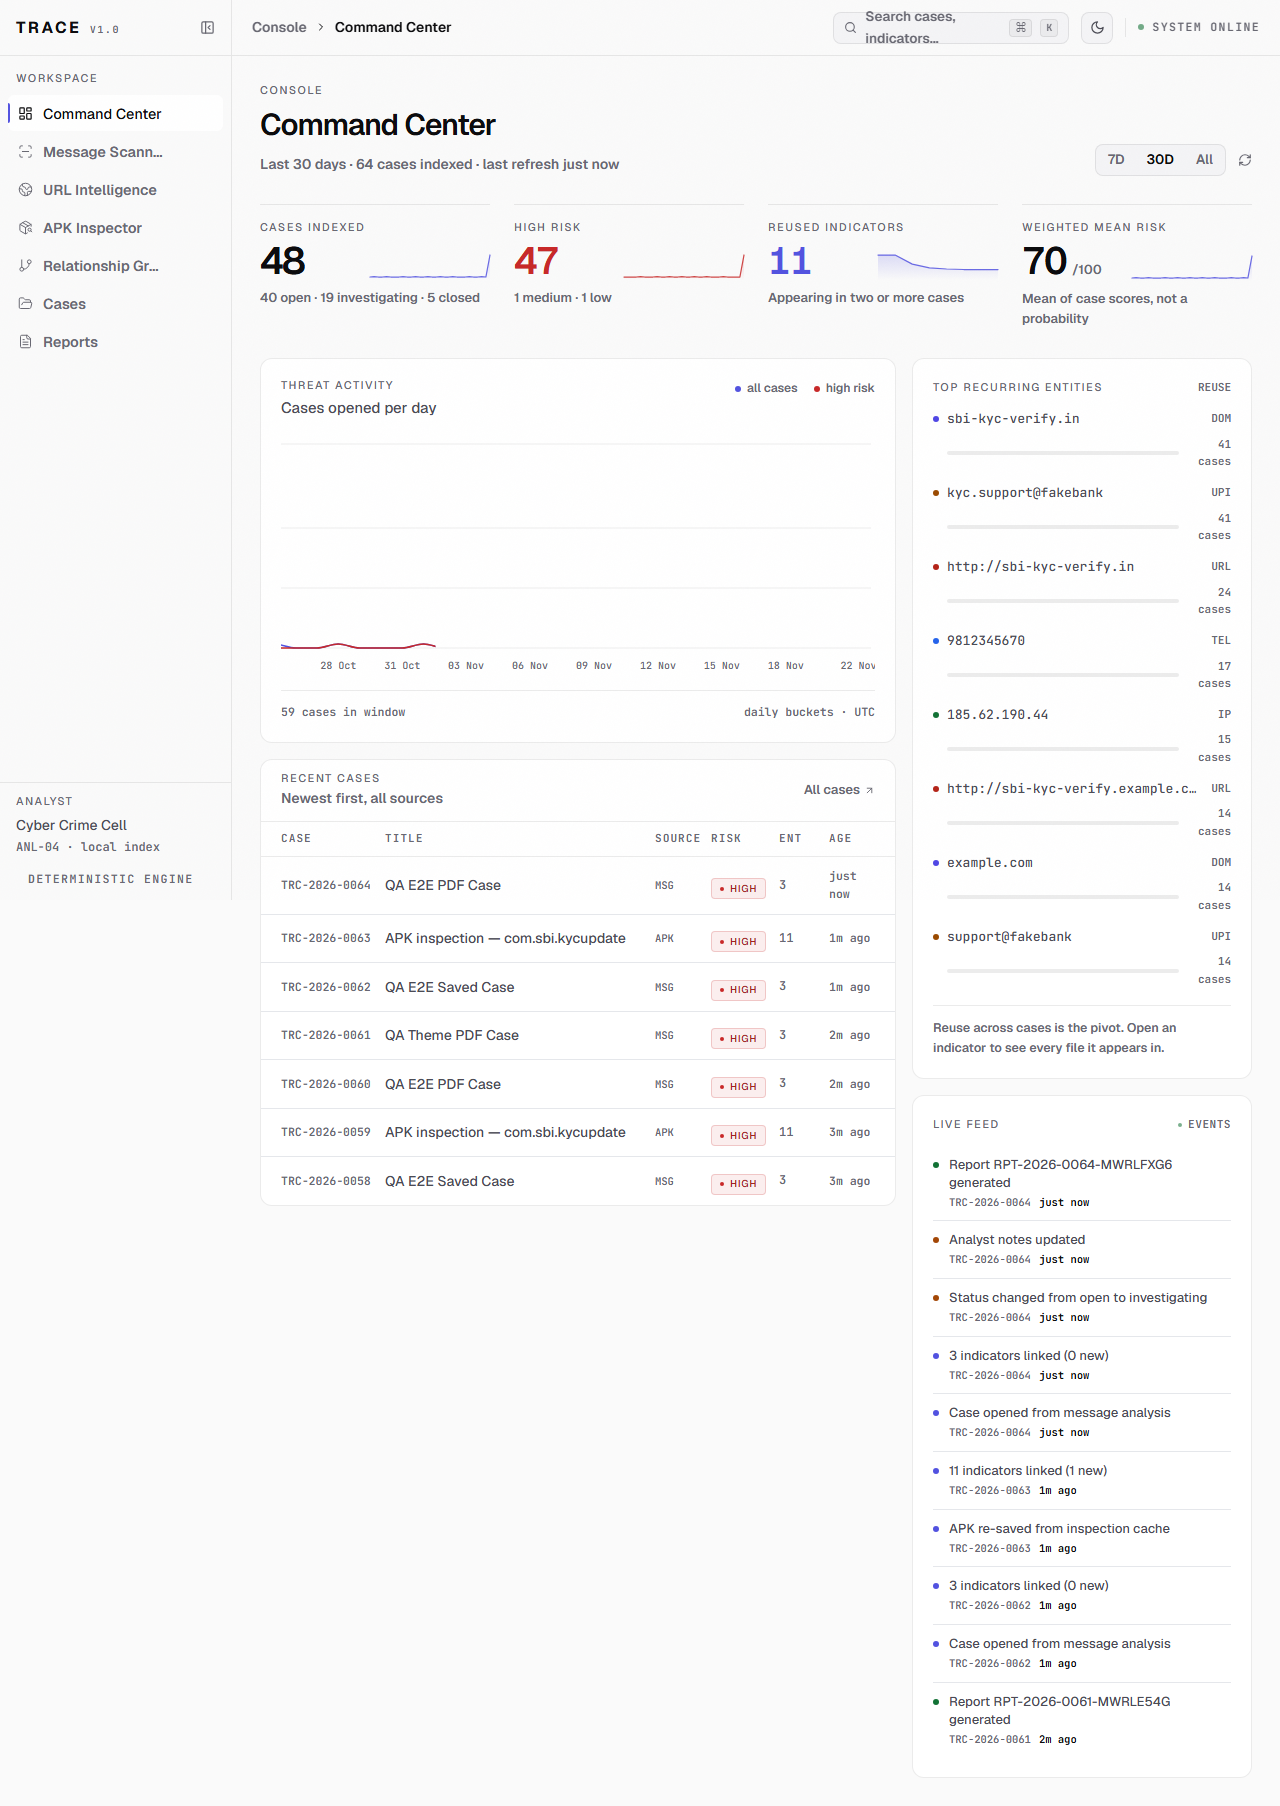 TRACE V1.0
Console > Command Center
Search cases, indicators...
⌘ K
SYSTEM ONLINE
WORKSPACE
Command Center
Message Scann...
URL Intelligence
APK Inspector
Relationship Gr...
Cases
Reports
ANALYST
Cyber Crime Cell
ANL-04 · local index
DETERMINISTIC ENGINE
CONSOLE
Command Center
Last 30 days · 64 cases indexed · last refresh just now
7D 30D All
CASES INDEXED
48
40 open · 19 investigating · 5 closed
HIGH RISK
47
1 medium · 1 low
REUSED INDICATORS
11
Appearing in two or more cases
WEIGHTED MEAN RISK
70 /100
Mean of case scores, not a
probability
THREAT ACTIVITY
Cases opened per day
all cases high risk
28 Oct 31 Oct 03 Nov 06 Nov 09 Nov 12 Nov 15 Nov 18 Nov 22 Nov
59 cases in window
daily buckets · UTC
RECENT CASES
Newest first, all sources
All cases ↗
CASE TITLE SOURCE RISK ENT AGE
TRC-2026-0064 QA E2E PDF Case MSG HIGH 3 just now
TRC-2026-0063 APK inspection — com.sbi.kycupdate APK HIGH 11 1m ago
TRC-2026-0062 QA E2E Saved Case MSG HIGH 3 1m ago
TRC-2026-0061 QA Theme PDF Case MSG HIGH 3 2m ago
TRC-2026-0060 QA E2E PDF Case MSG HIGH 3 2m ago
TRC-2026-0059 APK inspection — com.sbi.kycupdate APK HIGH 11 3m ago
TRC-2026-0058 QA E2E Saved Case MSG HIGH 3 3m ago
TOP RECURRING ENTITIES REUSE
sbi-kyc-verify.in DOM
41 cases
kyc.support@fakebank UPI
41 cases
http://sbi-kyc-verify.in URL
24 cases
9812345670 TEL
17 cases
185.62.190.44 IP
15 cases
http://sbi-kyc-verify.example.c... URL
14 cases
example.com DOM
14 cases
support@fakebank UPI
14 cases
Reuse across cases is the pivot. Open an
indicator to see every file it appears in.
LIVE FEED EVENTS
Report RPT-2026-0064-MWRLFXG6
generated
TRC-2026-0064 just now
Analyst notes updated
TRC-2026-0064 just now
Status changed from open to investigating
TRC-2026-0064 just now
3 indicators linked (0 new)
TRC-2026-0064 just now
Case opened from message analysis
TRC-2026-0064 just now
11 indicators linked (1 new)
TRC-2026-0063 1m ago
APK re-saved from inspection cache
TRC-2026-0063 1m ago
3 indicators linked (0 new)
TRC-2026-0062 1m ago
Case opened from message analysis
TRC-2026-0062 1m ago
Report RPT-2026-0061-MWRLE54G
generated
TRC-2026-0061 2m ago